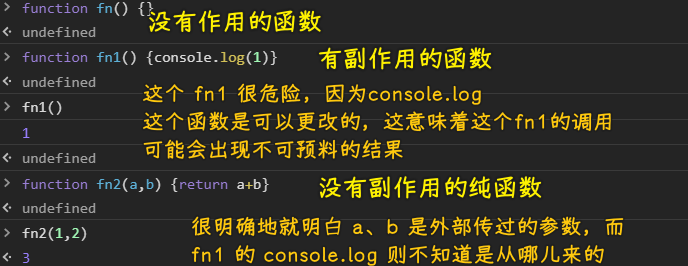 > function fn() {}
没有作用的函数
<· undefined
> function fn1() {console.log(1)}
有副作用的函数
<· undefined
> fn1()
这个 fn1 很危险，因为console.log
这个函数是可以更改的，这意味着这个fn1的调用
可能会出现不可预料的结果
1
<· undefined
> function fn2(a,b) {return a+b}
没有副作用的纯函数
<· undefined
> fn2(1,2)
很明确地就明白 a、b 是外部传过的参数，而
fn1 的 console.log 则不知道是从哪儿来的
<· 3